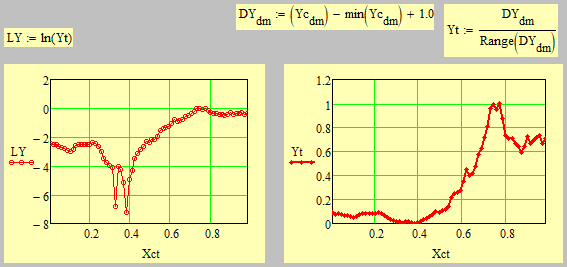 DY_dm := (Yc_dm) − min(Yc_dm) + 1.0
LY := ln(Yt)
Yt := DY_dm / Range(DY_dm)
2
0
−2
−4
−6
−8
LY
0.2 0.4 0.6 0.8
Xct
1.2
1
0.8
0.6
0.4
0.2
0
Yt
0.2 0.4 0.6 0.8
Xct